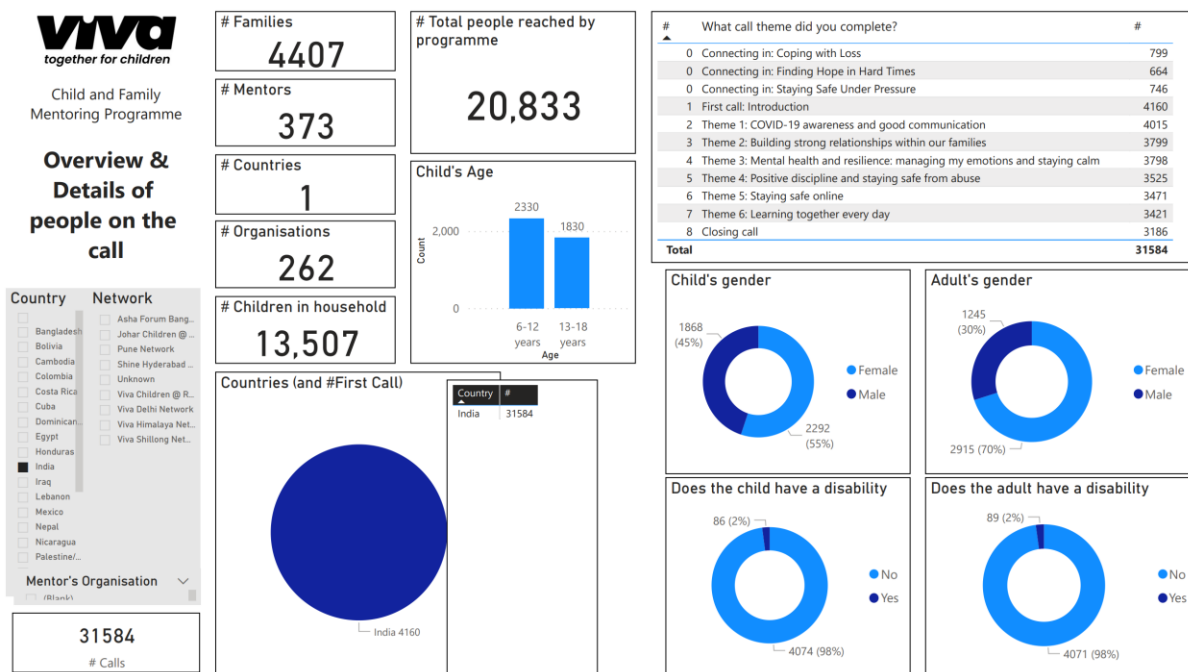 viva
together for children
Child and Family
Mentoring Programme
Overview &
Details of
people on the
call
Country
Bangladesh
Bolivia
Cambodia
Colombia
Costa Rica
Cuba
Dominican...
Egypt
Honduras
India
Iraq
Lebanon
Mexico
Nepal
Nicaragua
Palestine/...
Network
Asha Forum Bang...
Johar Children @ ...
Pune Network
Shine Hyderabad ...
Unknown
Viva Children @ R...
Viva Delhi Network
Viva Himalaya Net...
Viva Shillong Net...
Mentor's Organisation
(Blank)
31584
# Calls
# Families
4407
# Mentors
373
# Countries
1
# Organisations
262
# Children in household
13,507
# Total people reached by
programme
20,833
Child's Age
Count
2,000
0
2330
1830
6-12
years
13-18
years
Age
Countries (and #First Call)
India 4160
Country #
India 31584
# What call theme did you complete? #
0 Connecting in: Coping with Loss 799
0 Connecting in: Finding Hope in Hard Times 664
0 Connecting in: Staying Safe Under Pressure 746
1 First call: Introduction 4160
2 Theme 1: COVID-19 awareness and good communication 4015
3 Theme 2: Building strong relationships within our families 3799
4 Theme 3: Mental health and resilience: managing my emotions and staying calm 3798
5 Theme 4: Positive discipline and staying safe from abuse 3525
6 Theme 5: Staying safe online 3471
7 Theme 6: Learning together every day 3421
8 Closing call 3186
Total 31584
Child's gender
1868
(45%)
2292
(55%)
Female
Male
Adult's gender
1245
(30%)
2915 (70%)
Female
Male
Does the child have a disability
86 (2%)
4074 (98%)
No
Yes
Does the adult have a disability
89 (2%)
4071 (98%)
No
Yes